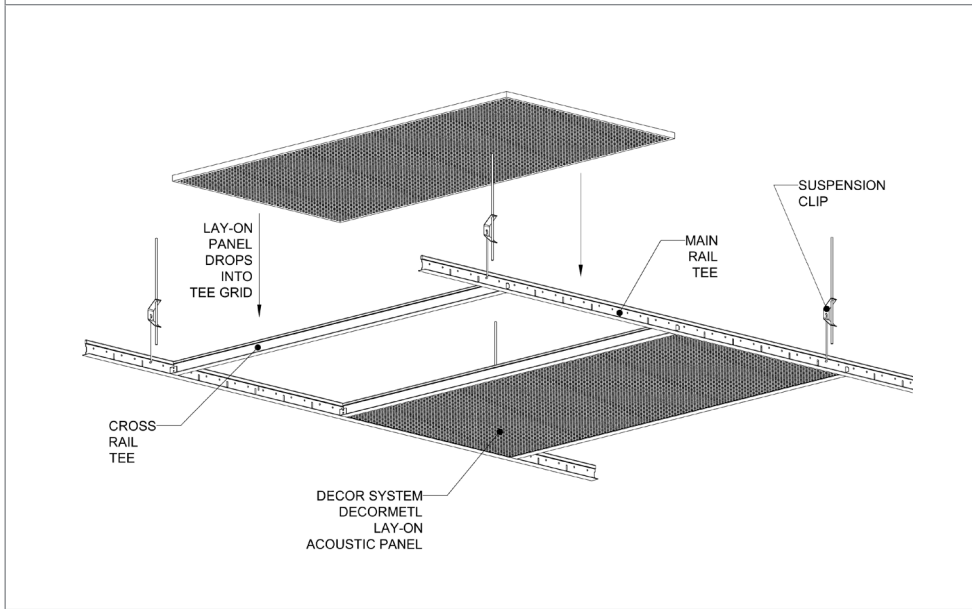 SUSPENSION
CLIP
LAY-ON
PANEL
DROPS
INTO
TEE GRID
MAIN
RAIL
TEE
CROSS
RAIL
TEE
DECOR SYSTEM
DECORMETL
LAY-ON
ACOUSTIC PANEL